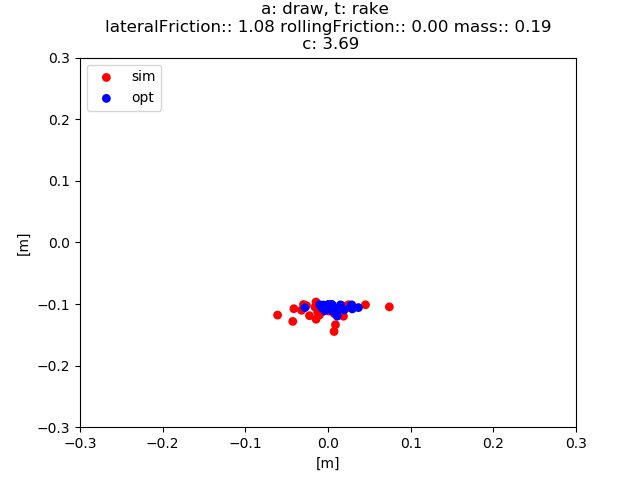 a: draw, t: rake
lateralFriction:: 1.08 rollingFriction:: 0.00 mass:: 0.19
c: 3.69
sim
opt
0.3
0.2
0.1
0.0
−0.1
−0.2
−0.3
[m]
−0.3 −0.2 −0.1 0.0 0.1 0.2 0.3
[m]